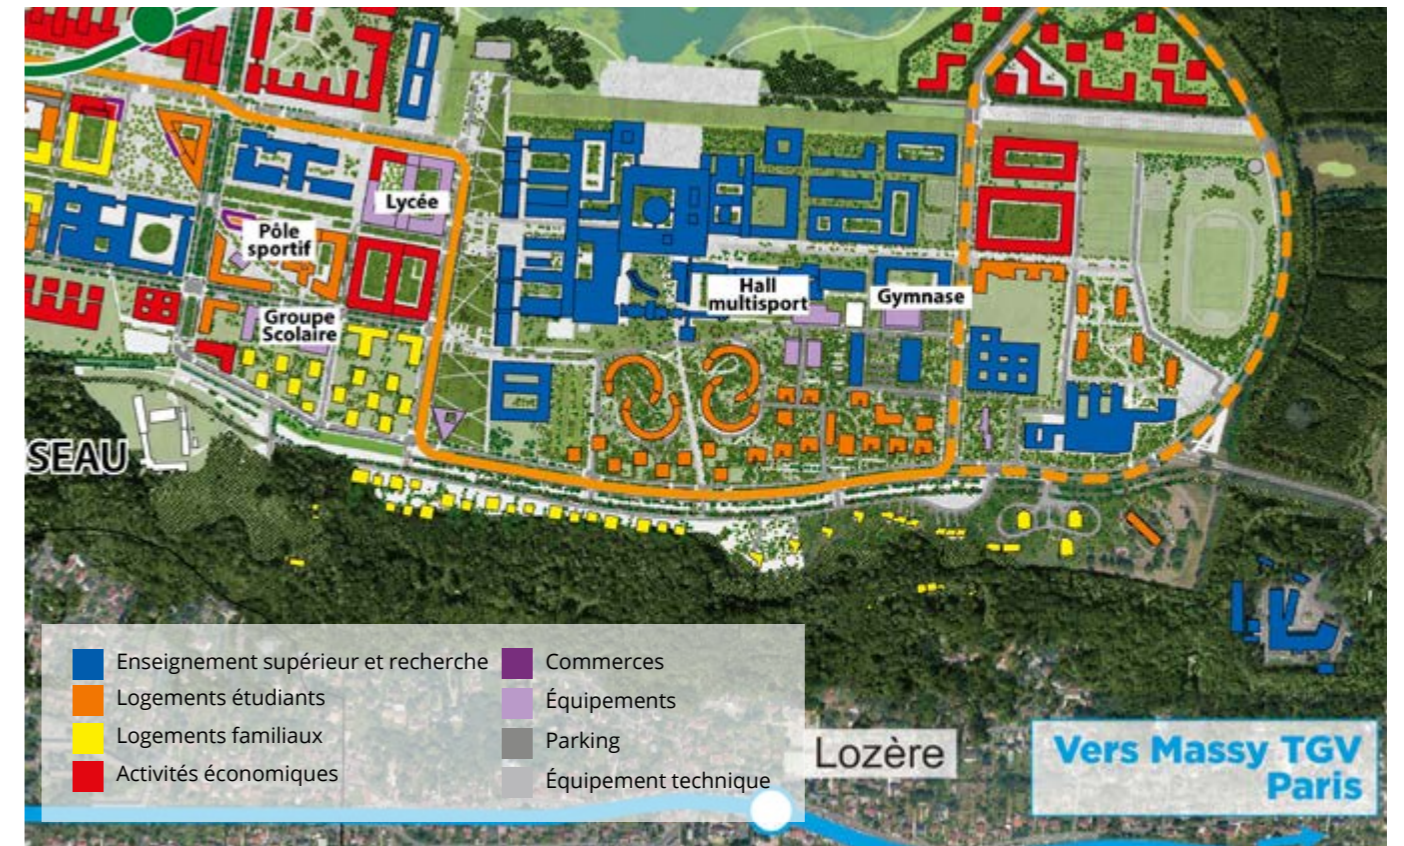 Lycée
Pôle
sportif
Groupe
Scolaire
Hall
multisport
Gymnase
SEAU
Enseignement supérieur et recherche
Logements étudiants
Logements familiaux
Activités économiques
Commerces
Équipements
Parking
Équipement technique
Lozère
Vers Massy TGV
Paris